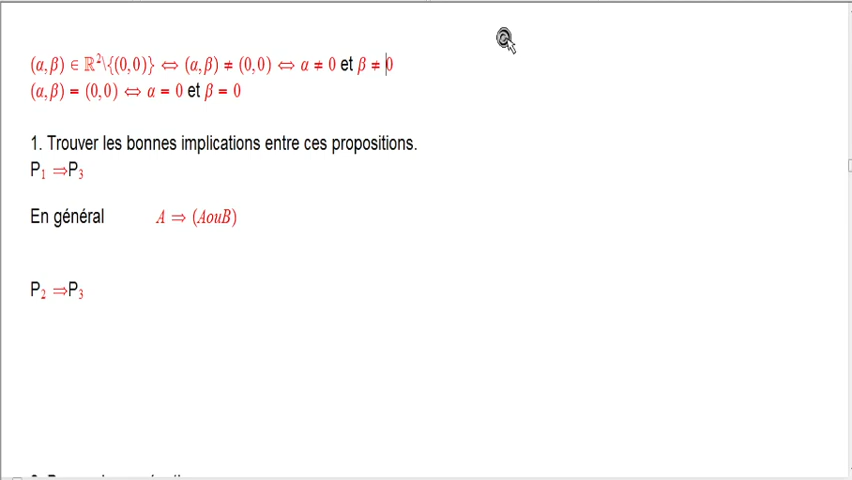 (α,β) ∈ ℝ²\{(0,0)} ⇔ (α,β) ≠ (0,0) ⇔ α ≠ 0 et β ≠ 0
(α,β) = (0,0) ⇔ α = 0 et β = 0
1. Trouver les bonnes implications entre ces propositions.
P₁ ⇒P₃
En général A ⇒ (AouB)
P₂ ⇒P₃